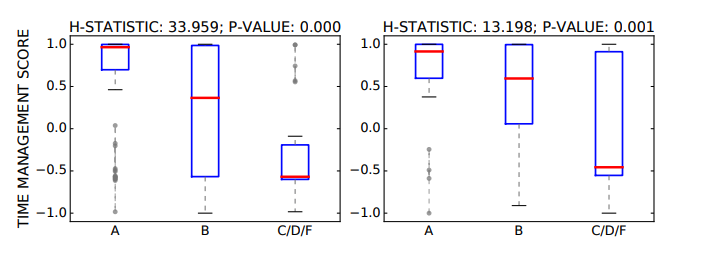 H-STATISTIC: 33.959; P-VALUE: 0.000
H-STATISTIC: 13.198; P-VALUE: 0.001
TIME MANAGEMENT SCORE
1.0
0.5
0.0
−0.5
−1.0
A B C/D/F
1.0
0.5
0.0
−0.5
−1.0
A B C/D/F